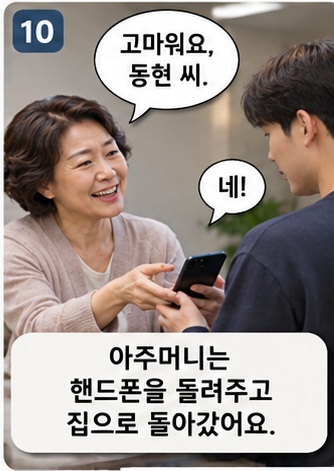 10
고마워요,
동현 씨.
네!
아주머니는
핸드폰을 돌려주고
집으로 돌아갔어요.